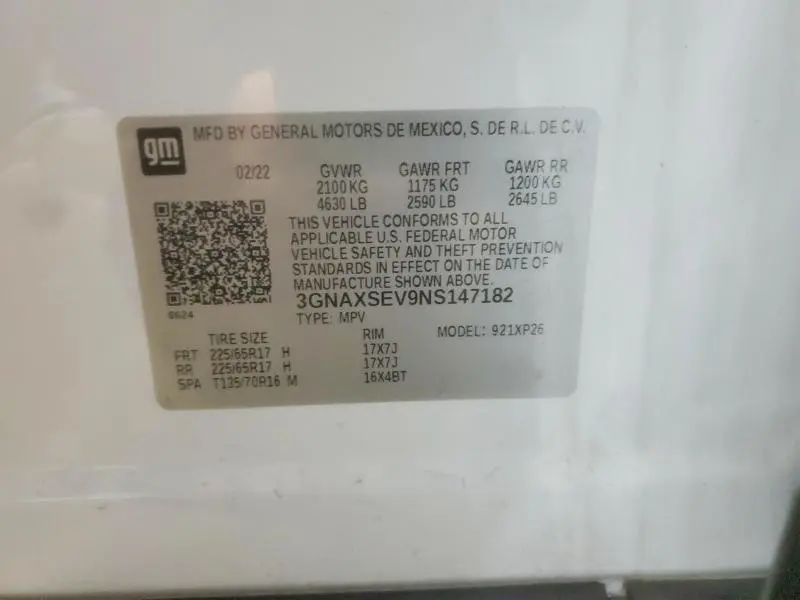 gm
MFD BY GENERAL MOTORS DE MEXICO, S. DE R.L. DE C.V.
02/22 GVWR GAWR FRT GAWR RR
2100 KG 1175 KG 1200 KG
4630 LB 2590 LB 2645 LB
THIS VEHICLE CONFORMS TO ALL
APPLICABLE U.S. FEDERAL MOTOR
VEHICLE SAFETY AND THEFT PREVENTION
STANDARDS IN EFFECT ON THE DATE OF
MANUFACTURE SHOWN ABOVE.
3GNAXSEV9NS147182
TYPE: MPV
MODEL: 921XP26
TIRE SIZE RIM
FRT 225/65R17 H 17X7J
RR 225/65R17 H 17X7J
SPA T135/70R16 M 16X4BT